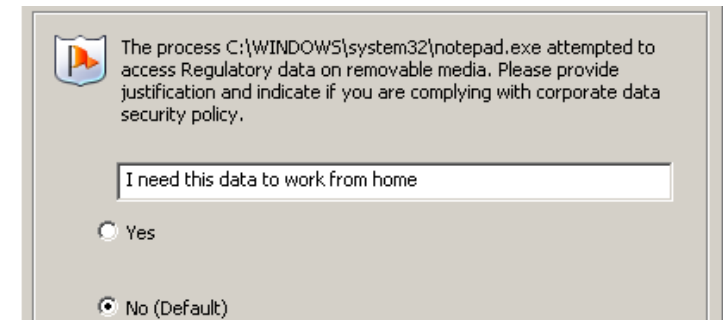 The process C:\WINDOWS\system32\notepad.exe attempted to
access Regulatory data on removable media. Please provide
justification and indicate if you are complying with corporate data
security policy.
I need this data to work from home
Yes
No (Default)